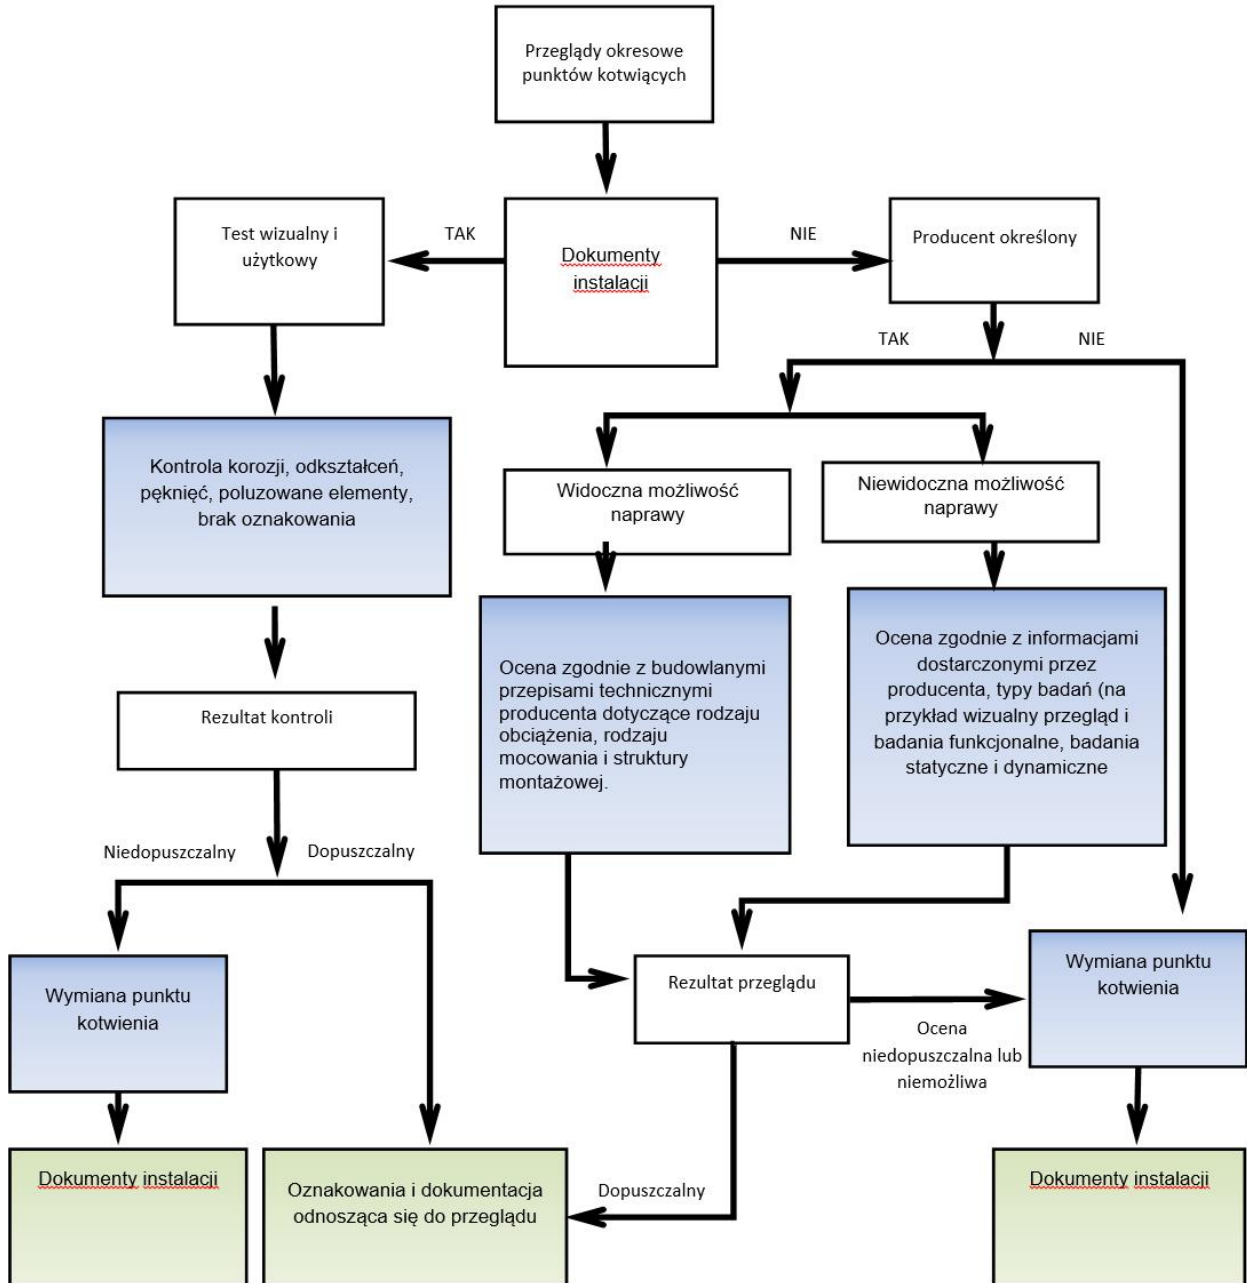 Przeglądy okresowe
punktów kotwiących
Test wizualny i
użytkowy
TAK
Dokumenty
instalacji
NIE
Producent określony
TAK
NIE
Kontrola korozji, odkształceń,
pęknięć, poluzowane elementy,
brak oznakowania
Widoczna możliwość
naprawy
Niewidoczna możliwość
naprawy
Ocena zgodnie z budowlanymi
przepisami technicznymi
producenta dotyczące rodzaju
obciążenia, rodzaju
mocowania i struktury
montażowej.
Ocena zgodnie z informacjami
dostarczonymi przez
producenta, typy badań (na
przykład wizualny przegląd i
badania funkcjonalne, badania
statyczne i dynamiczne
Rezultat kontroli
Niedopuszczalny
Dopuszczalny
Wymiana punktu
kotwienia
Rezultat przeglądu
Ocena
niedopuszczalna lub
niemożliwa
Wymiana punktu
kotwienia
Dokumenty instalacji
Oznakowania i dokumentacja
odnosząca się do przeglądu
Dopuszczalny
Dokumenty instalacji